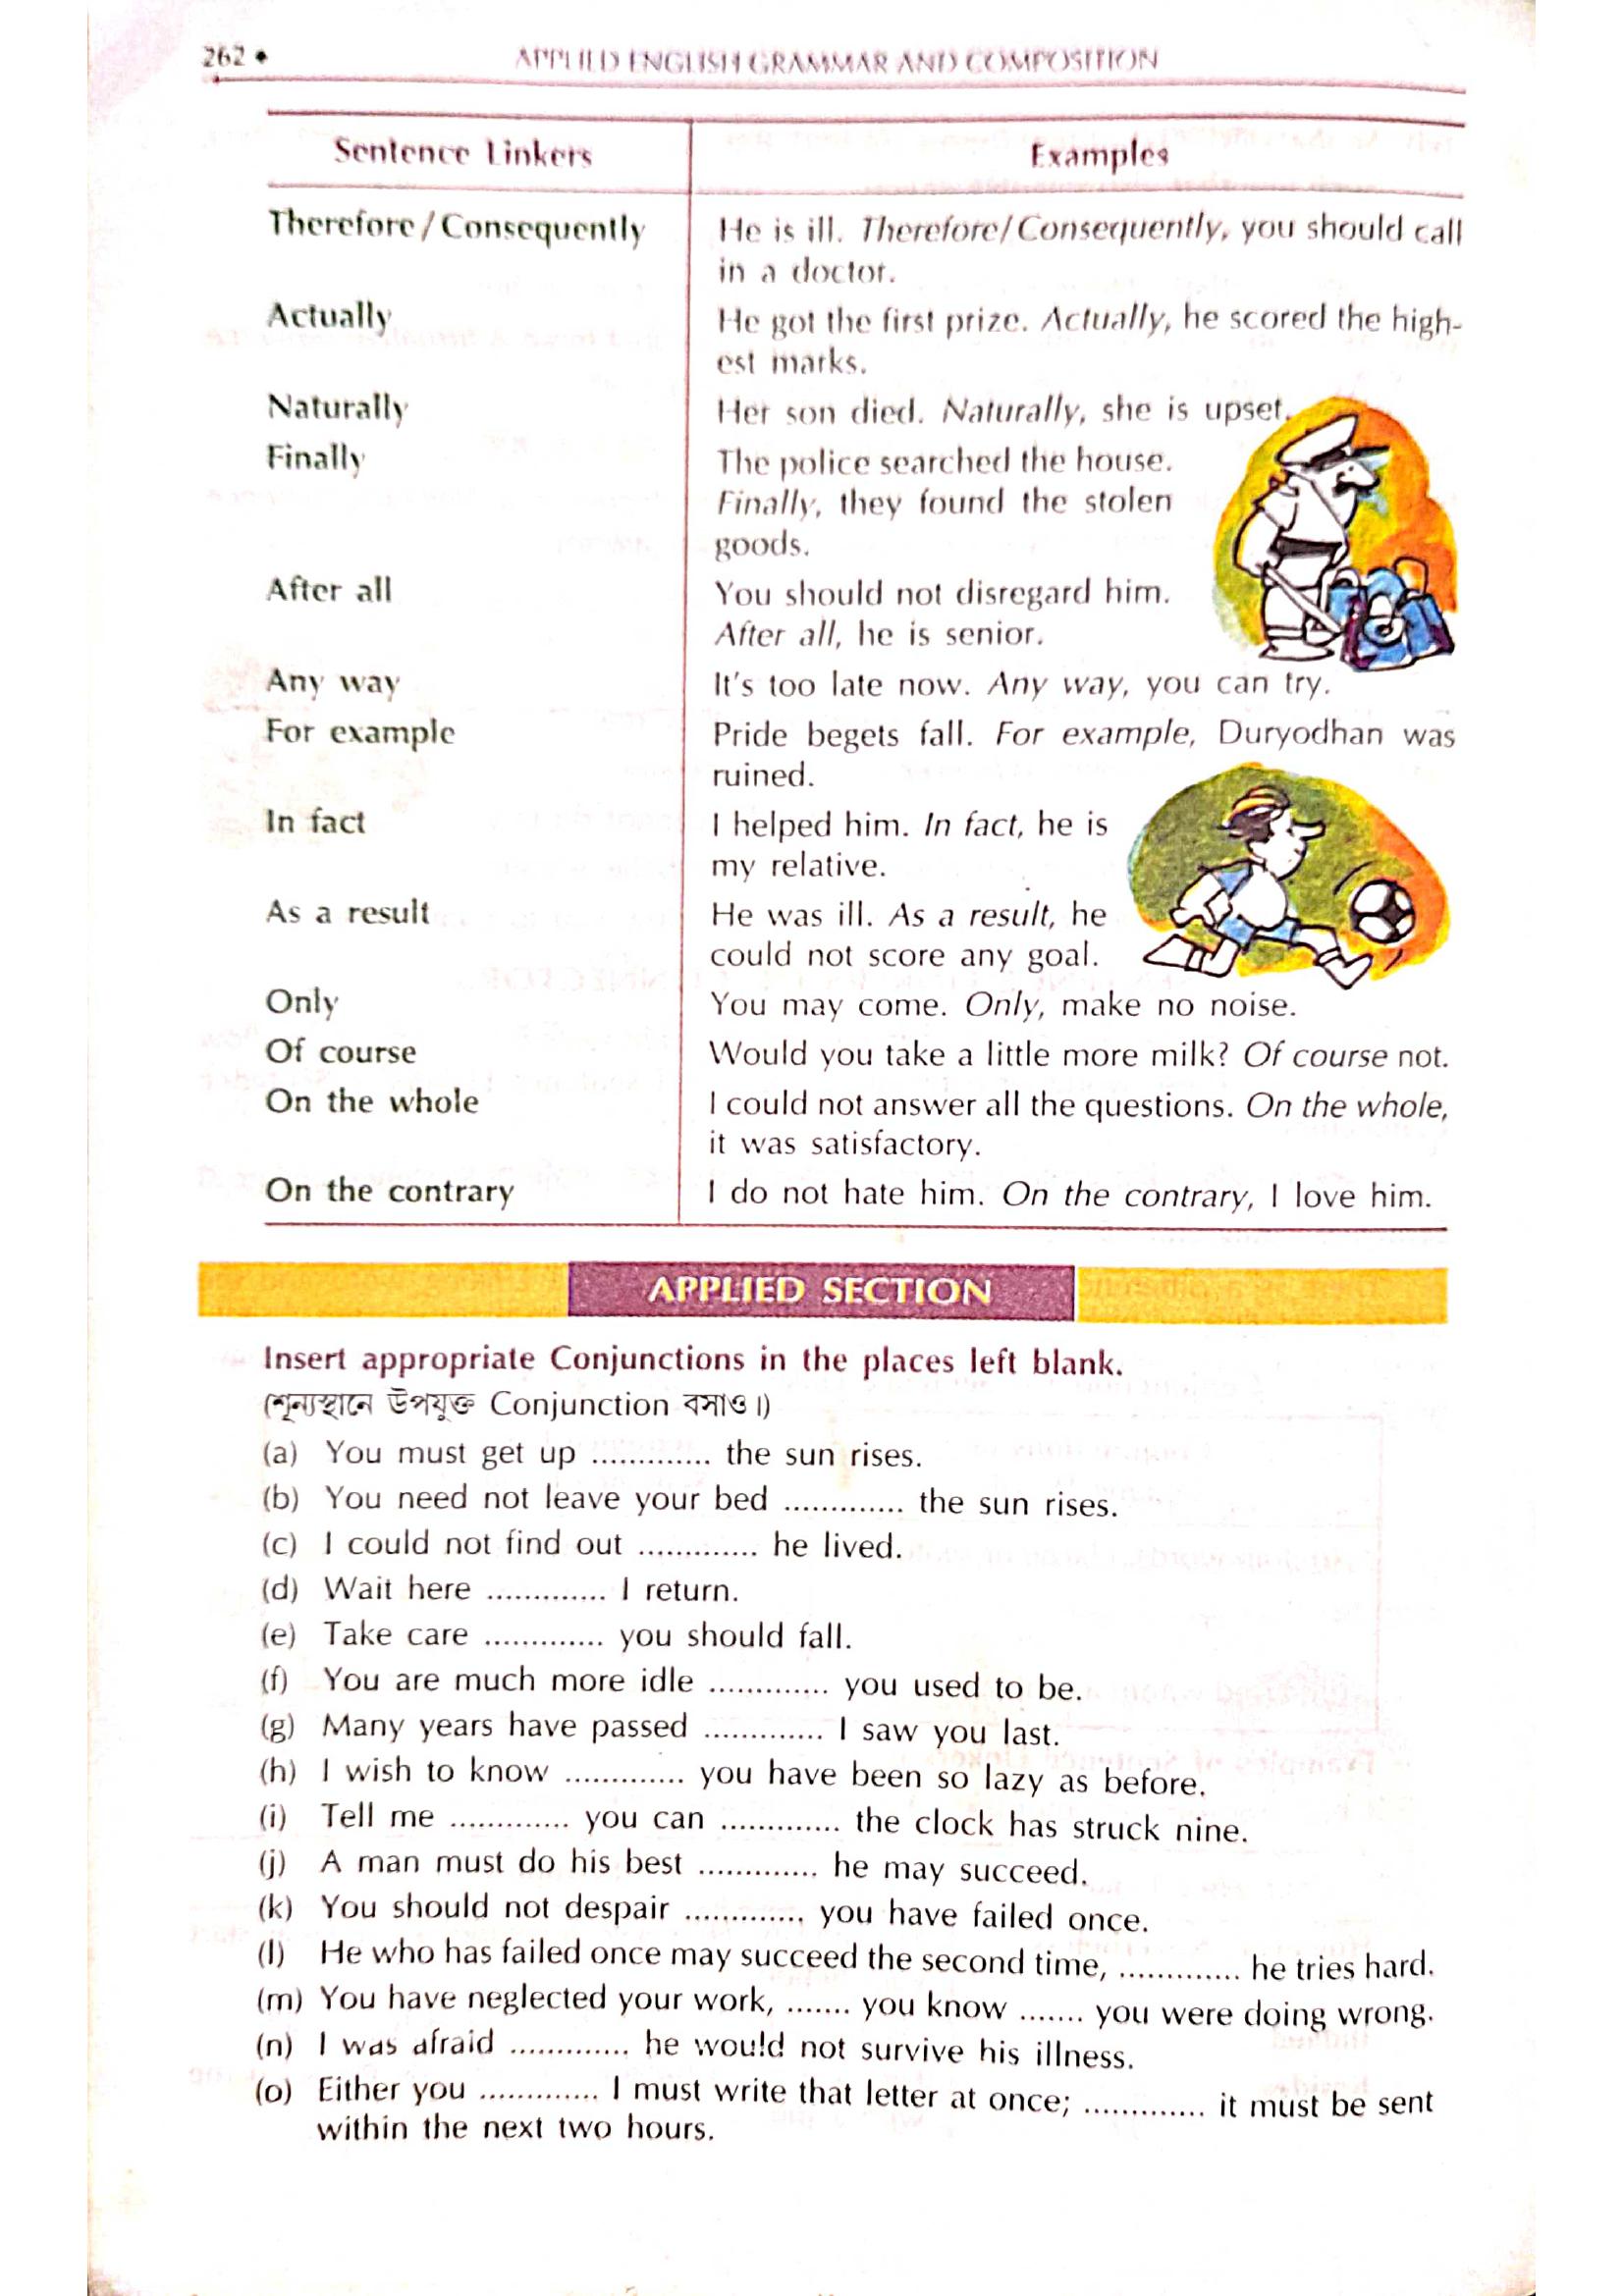 262 •
APPLIED ENGLISH GRAMMAR AND COMPOSITION
Sentence Linkers
Examples
Therefore / Consequently
He is ill. Therefore/Consequently, you should call
in a doctor.
Actually
He got the first prize. Actually, he scored the high-
est marks.
Naturally
Her son died. Naturally, she is upset.
Finally
The police searched the house.
Finally, they found the stolen
goods.
After all
You should not disregard him.
After all, he is senior.
Any way
It's too late now. Any way, you can try.
For example
Pride begets fall. For example, Duryodhan was
ruined.
In fact
I helped him. In fact, he is
my relative.
As a result
He was ill. As a result, he
could not score any goal.
Only
You may come. Only, make no noise.
Of course
Would you take a little more milk? Of course not.
On the whole
I could not answer all the questions. On the whole,
it was satisfactory.
On the contrary
I do not hate him. On the contrary, I love him.
APPLIED SECTION
Insert appropriate Conjunctions in the places left blank.
(শূন্যস্থানে উপযুক্ত Conjunction বসাও।)
(a) You must get up ............. the sun rises.
(b) You need not leave your bed ............. the sun rises.
(c) I could not find out ............. he lived.
(d) Wait here ............. I return.
(e) Take care ............. you should fall.
(f) You are much more idle ............. you used to be.
(g) Many years have passed ............. I saw you last.
(h) I wish to know ............. you have been so lazy as before.
(i) Tell me ............. you can ............. the clock has struck nine.
(j) A man must do his best ............. he may succeed.
(k) You should not despair ............., you have failed once.
(l) He who has failed once may succeed the second time, ............. he tries hard.
(m) You have neglected your work, ....... you know ....... you were doing wrong.
(n) I was afraid ............. he would not survive his illness.
(o) Either you ............. I must write that letter at once; ............. it must be sent
within the next two hours.